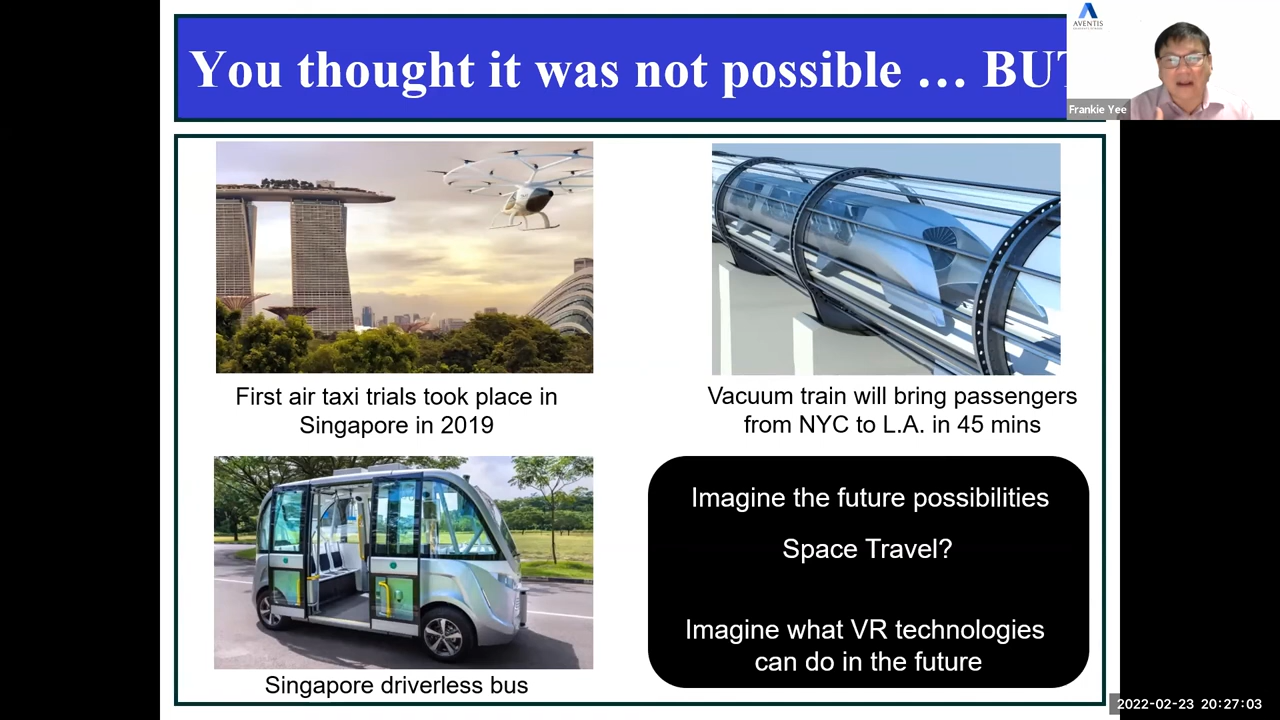 You thought it was not possible … BUT
AVENTIS
Frankie Yee
First air taxi trials took place in
Singapore in 2019
Vacuum train will bring passengers
from NYC to L.A. in 45 mins
Imagine the future possibilities
Space Travel?
Imagine what VR technologies
can do in the future
Singapore driverless bus
2022-02-23 20:27:03